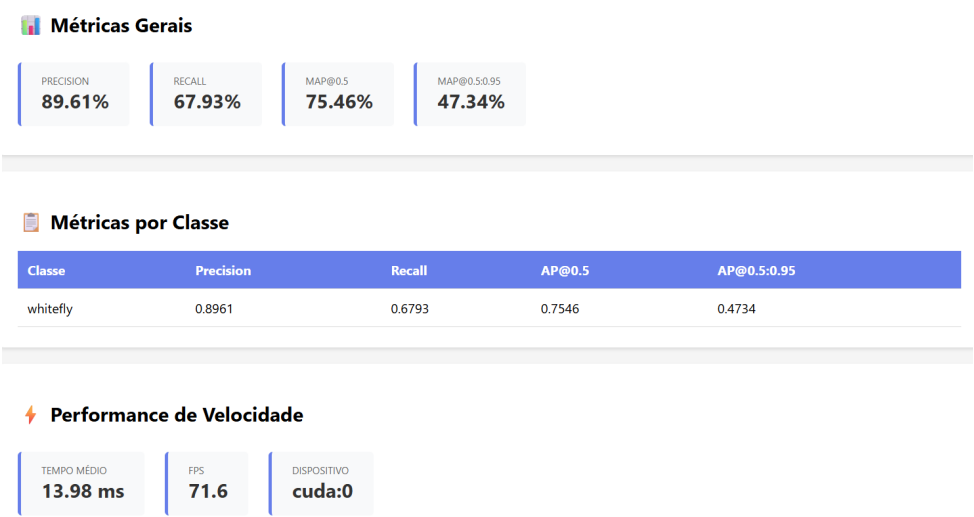 Métricas Gerais
PRECISION RECALL MAP@0.5 MAP@0.5:0.95
89.61% 67.93% 75.46% 47.34%
Métricas por Classe
Classe Precision Recall AP@0.5 AP@0.5:0.95
whitefly 0.8961 0.6793 0.7546 0.4734
Performance de Velocidade
TEMPO MÉDIO FPS DISPOSITIVO
13.98 ms 71.6 cuda:0